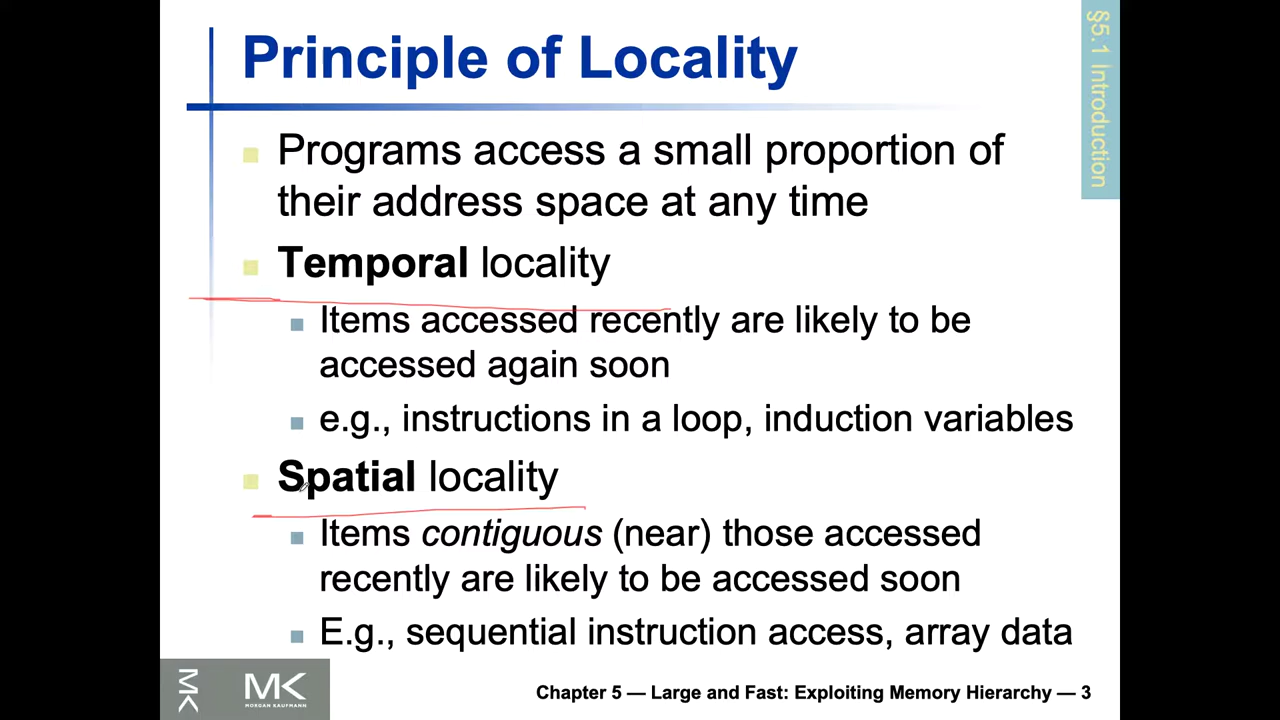 Principle of Locality
§5.1 Introduction
Programs access a small proportion of
their address space at any time
Temporal locality
Items accessed recently are likely to be
accessed again soon
e.g., instructions in a loop, induction variables
Spatial locality
Items contiguous (near) those accessed
recently are likely to be accessed soon
E.g., sequential instruction access, array data
MK
MK
MORGAN KAUFMANN
Chapter 5 — Large and Fast: Exploiting Memory Hierarchy — 3